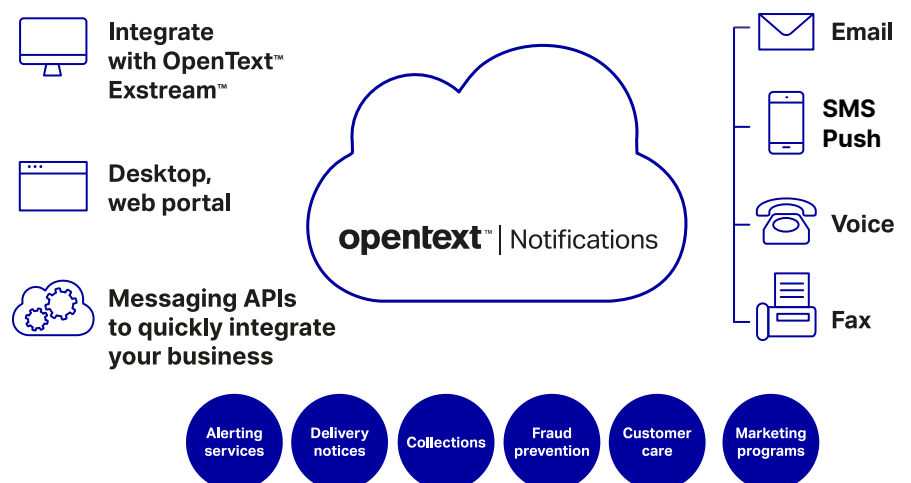 Integrate
with OpenText™
Exstream™
Desktop,
web portal
Messaging APIs
to quickly integrate
your business
opentext™ | Notifications
Email
SMS
Push
Voice
Fax
Alerting
services
Delivery
notices
Collections
Fraud
prevention
Customer
care
Marketing
programs